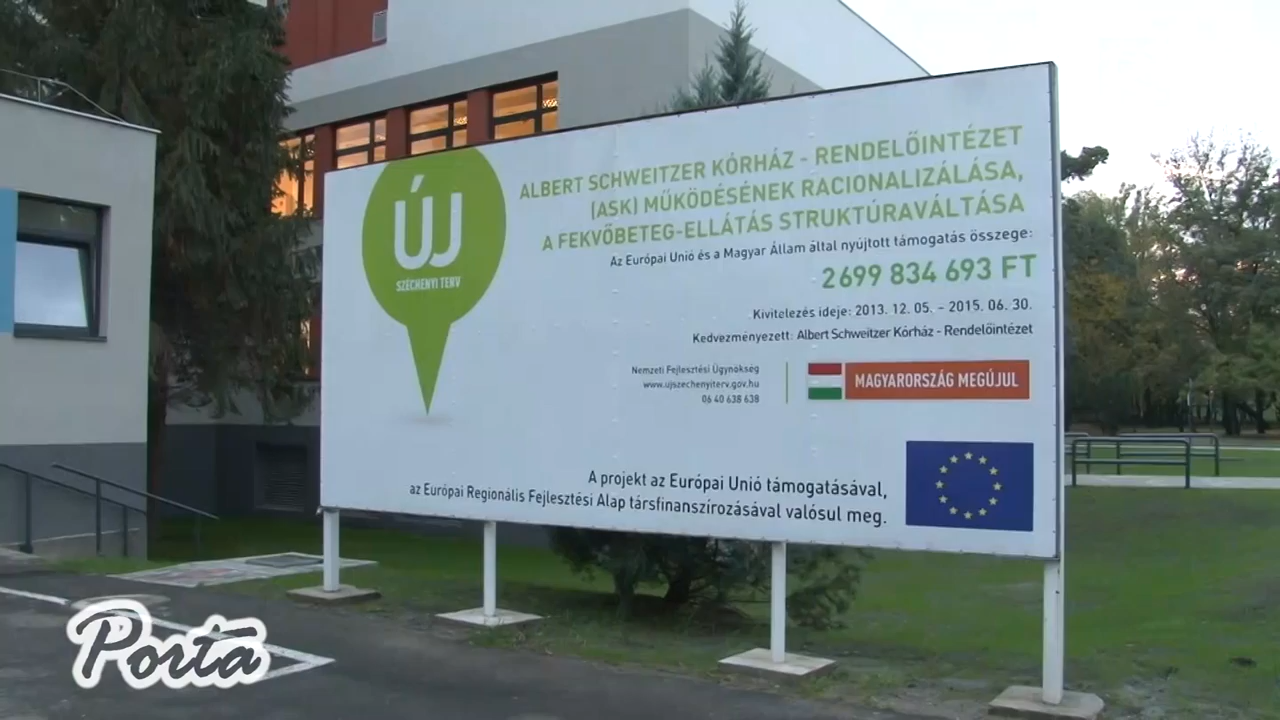 ÚJ
SZÉCHENYI TERV
ALBERT SCHWEITZER KÓRHÁZ - RENDELŐINTÉZET
(ASK) MŰKÖDÉSÉNEK RACIONALIZÁLÁSA,
A FEKVŐBETEG-ELLÁTÁS STRUKTÚRAVÁLTÁSA
Az Európai Unió és a Magyar Állam által nyújtott támogatás összege:
2 699 834 693 FT
Kivitelezés ideje: 2013. 12. 05. – 2015. 06. 30.
Kedvezményezett: Albert Schweitzer Kórház - Rendelőintézet
Nemzeti Fejlesztési Ügynökség
www.ujszechenyiterv.gov.hu
06 40 638 638
MAGYARORSZÁG MEGÚJUL
A projekt az Európai Unió támogatásával,
az Európai Regionális Fejlesztési Alap társfinanszírozásával valósul meg.
Porta